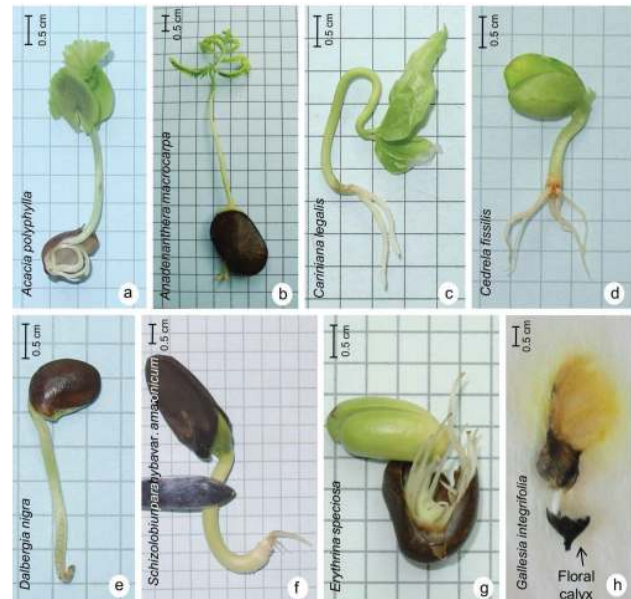 0.5 cm
Acacia polyphylla
a
0.5 cm
Anadenanthera macrocarpa
b
0.5 cm
Cariniana legalis
c
0.5 cm
Cedrela fissilis
d
0.5 cm
Dalbergia nigra
e
0.5 cm
Schizolobiurparanybavar. amazonicum
f
0.5 cm
Erythrina speciosa
g
0.5 cm
Gallesia integrifolia
Floral
calyx
h